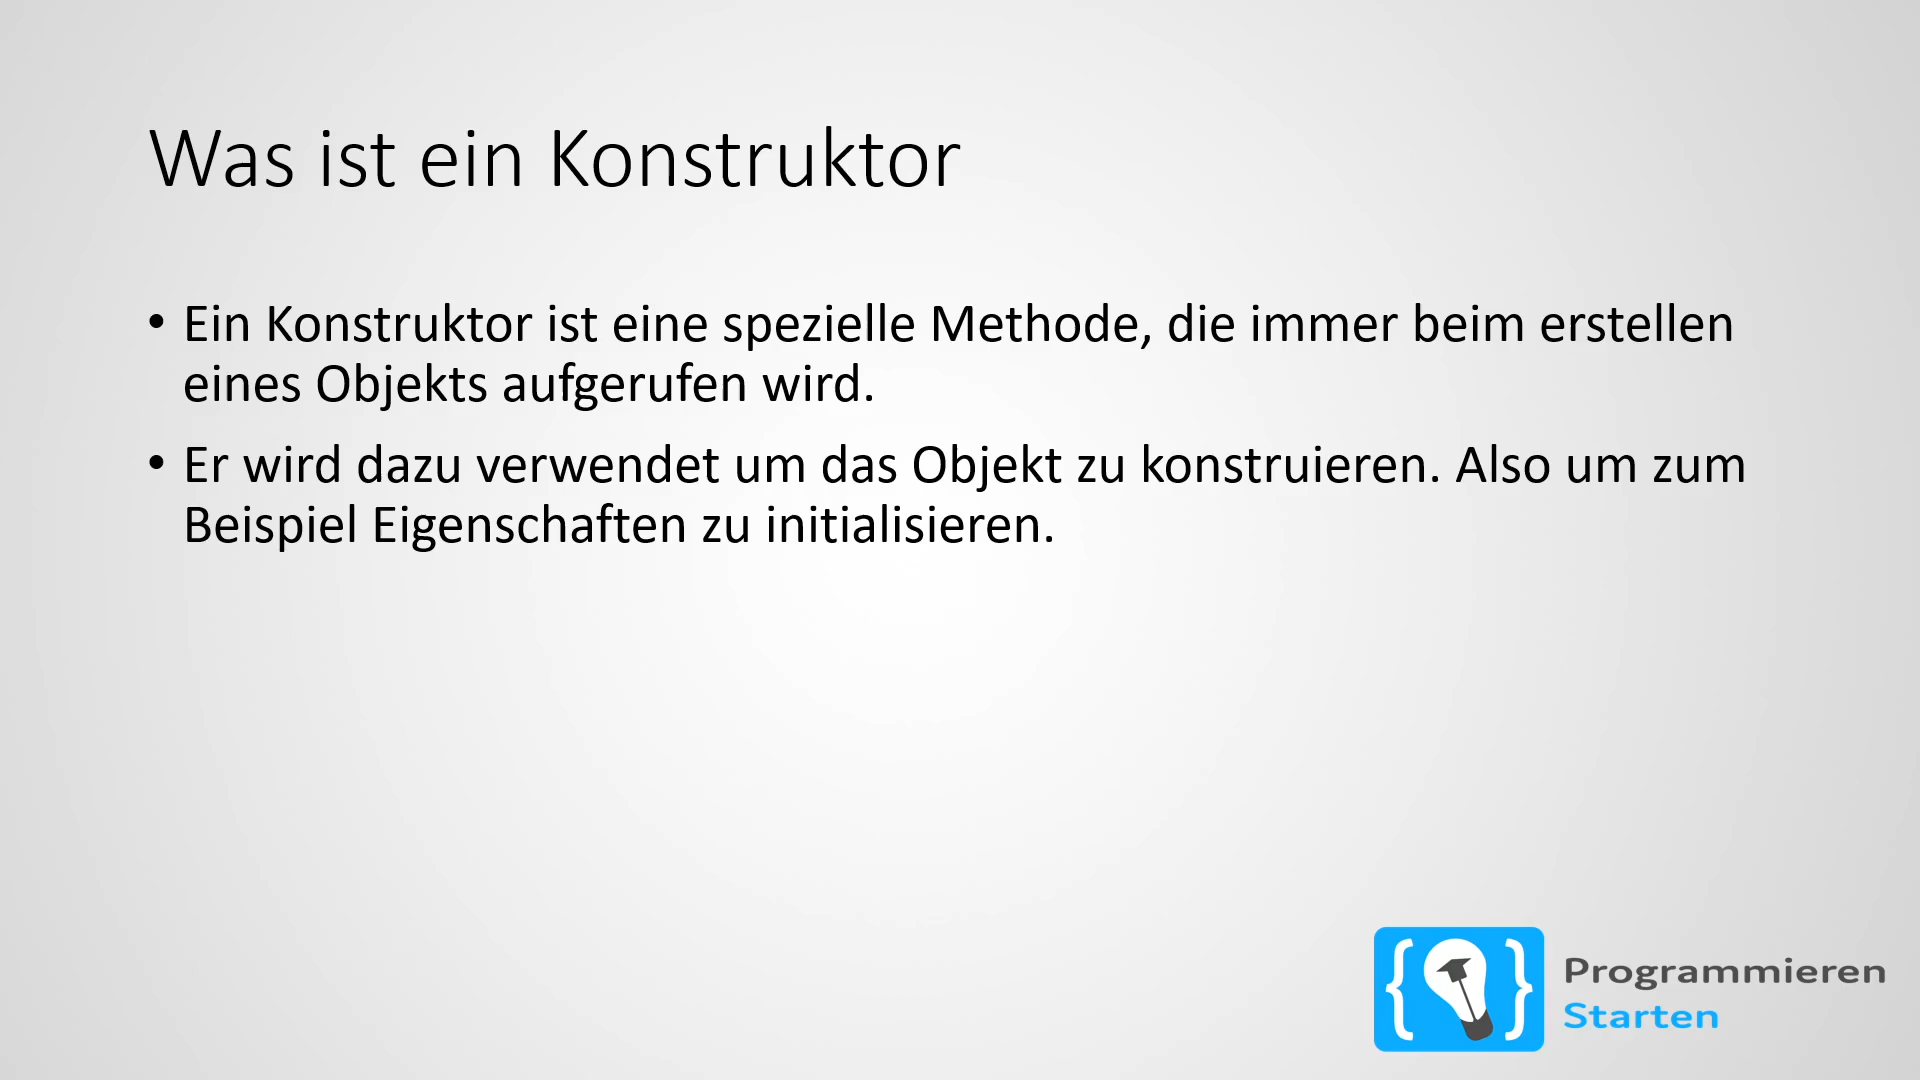 Was ist ein Konstruktor
• Ein Konstruktor ist eine spezielle Methode, die immer beim erstellen
eines Objekts aufgerufen wird.
• Er wird dazu verwendet um das Objekt zu konstruieren. Also um zum
Beispiel Eigenschaften zu initialisieren.
Programmieren
Starten